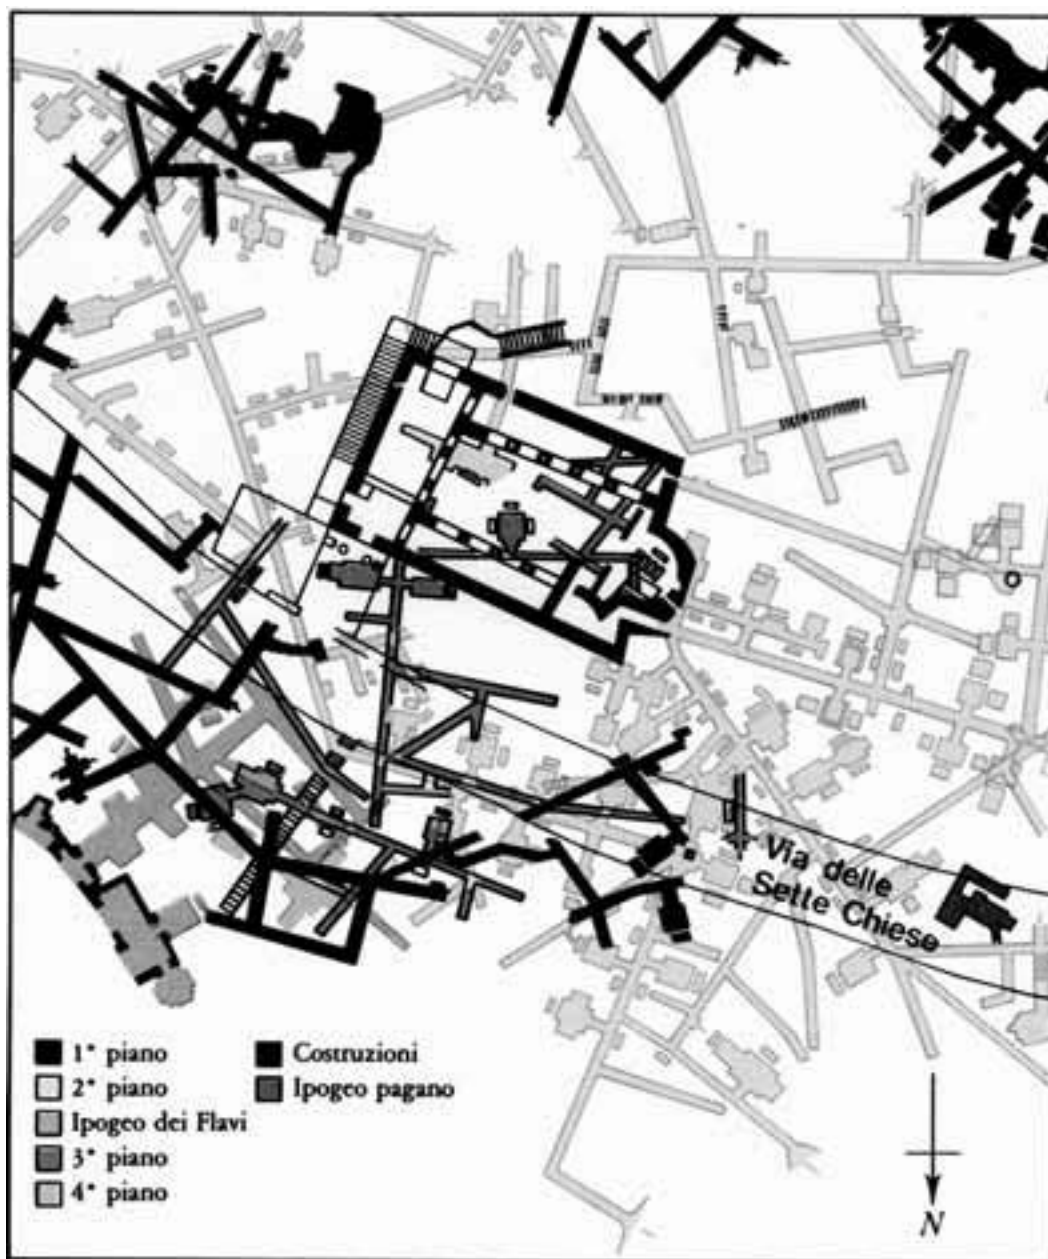 Via delle
Sette Chiese
1° piano
2° piano
Ipogeo dei Flavi
3° piano
4° piano
Costruzioni
Ipogeo pagano
N